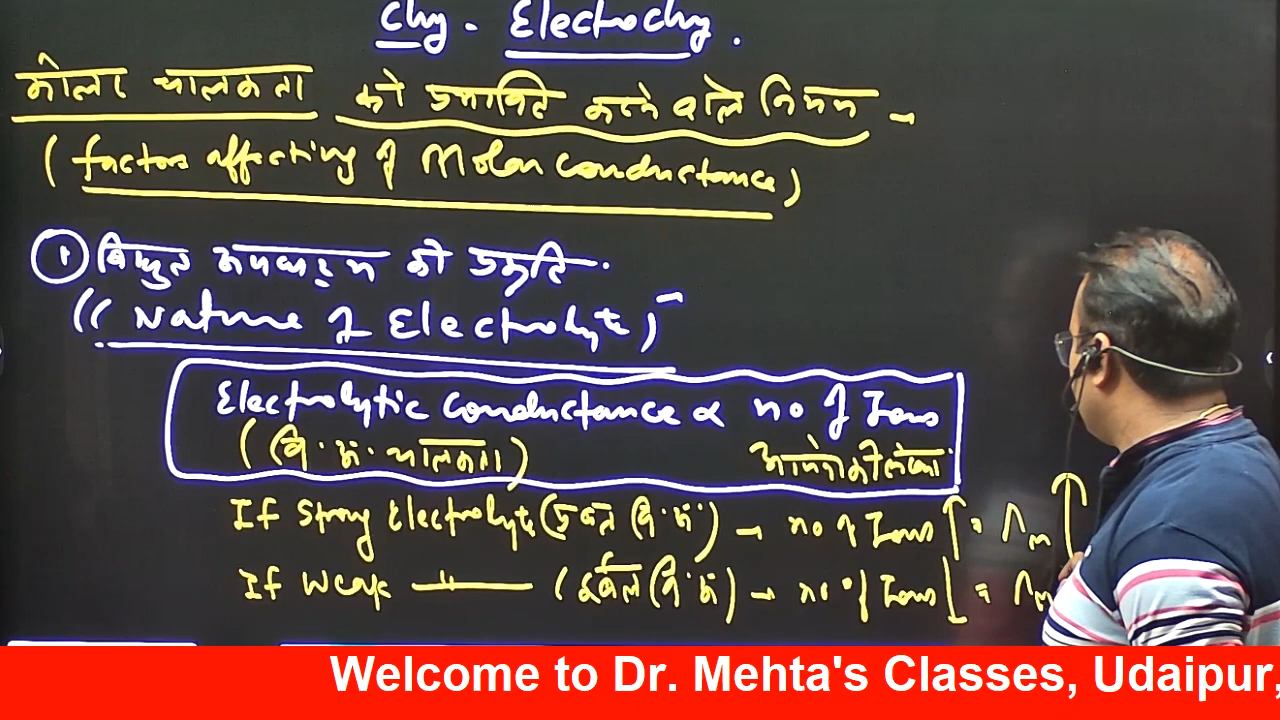 Chy. Electrochy.
मोलर चालकता को प्रभावित करने वाले नियम -
(factors affecting of Molar Conductance)
① विद्युत अपघट्य की प्रकृति.
(( Nature of Electrolyte) -
Electrolytic Conductance ∝ no of Ions
(वि. अ. चालकता) आयनों की संख्या
If Strong Electrolyte (प्रबल वि. अ.) → no of Ions ↑ = Λm ↑
If Weak —〃— (दुर्बल वि. अ.) → no of Ions ↓ = Λm
Welcome to Dr. Mehta's Classes, Udaipur,